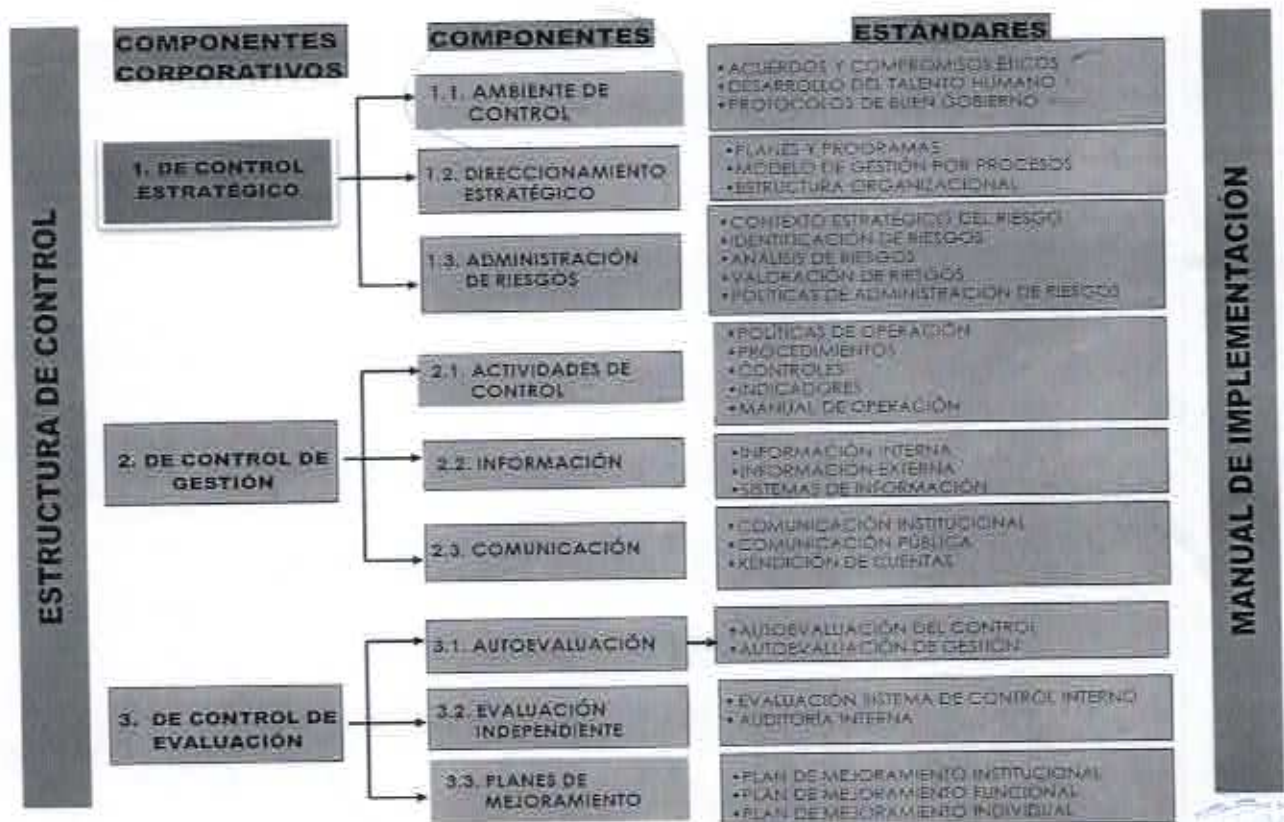 ESTRUCTURA DE CONTROL
COMPONENTES
CORPORATIVOS
COMPONENTES
ESTÁNDARES
1. DE CONTROL
ESTRATÉGICO
1.1. AMBIENTE DE
CONTROL
•ACUERDOS Y COMPROMISOS ÉTICOS
•DESARROLLO DEL TALENTO HUMANO
•PROTOCOLOS DE BUEN GOBIERNO
1.2. DIRECCIONAMIENTO
ESTRATÉGICO
•PLANES Y PROGRAMAS
•MODELO DE GESTIÓN POR PROCESOS
•ESTRUCTURA ORGANIZACIONAL
1.3. ADMINISTRACIÓN
DE RIESGOS
•CONTEXTO ESTRATÉGICO DEL RIESGO
•IDENTIFICACIÓN DE RIESGOS
•ANÁLISIS DE RIESGOS
•VALORACIÓN DE RIESGOS
•POLÍTICAS DE ADMINISTRACIÓN DE RIESGOS
2. DE CONTROL DE
GESTIÓN
2.1. ACTIVIDADES DE
CONTROL
•POLÍTICAS DE OPERACIÓN
•PROCEDIMIENTOS
•CONTROLES
•INDICADORES
•MANUAL DE OPERACIÓN
2.2. INFORMACIÓN
•INFORMACIÓN INTERNA
•INFORMACIÓN EXTERNA
•SISTEMAS DE INFORMACIÓN
2.3. COMUNICACIÓN
•COMUNICACIÓN INSTITUCIONAL
•COMUNICACIÓN PÚBLICA
•RENDICIÓN DE CUENTAS
3. DE CONTROL DE
EVALUACIÓN
3.1. AUTOEVALUACIÓN
•AUTOEVALUACIÓN DEL CONTROL
•AUTOEVALUACIÓN DE GESTIÓN
3.2. EVALUACIÓN
INDEPENDIENTE
•EVALUACIÓN SISTEMA DE CONTROL INTERNO
•AUDITORÍA INTERNA
3.3. PLANES DE
MEJORAMIENTO
•PLAN DE MEJORAMIENTO INSTITUCIONAL
•PLAN DE MEJORAMIENTO FUNCIONAL
•PLAN DE MEJORAMIENTO INDIVIDUAL
MANUAL DE IMPLEMENTACIÓN